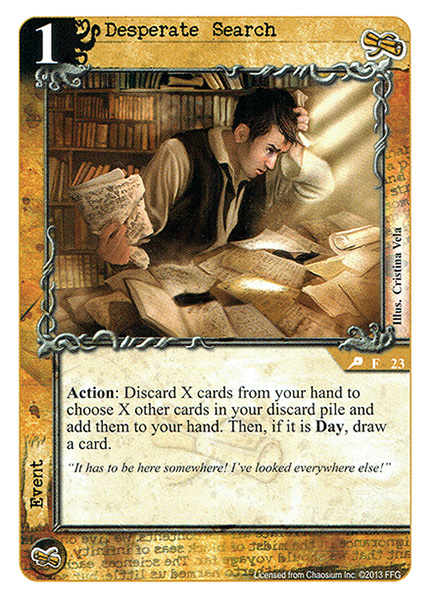 1
Desperate Search
Illus. Cristina Vela
F 23
Action: Discard X cards from your hand to
choose X other cards in your discard pile and
add them to your hand. Then, if it is Day, draw
a card.
"It has to be here somewhere! I've looked everywhere else!"
Event
Licensed from Chaosium Inc. ©2013 FFG